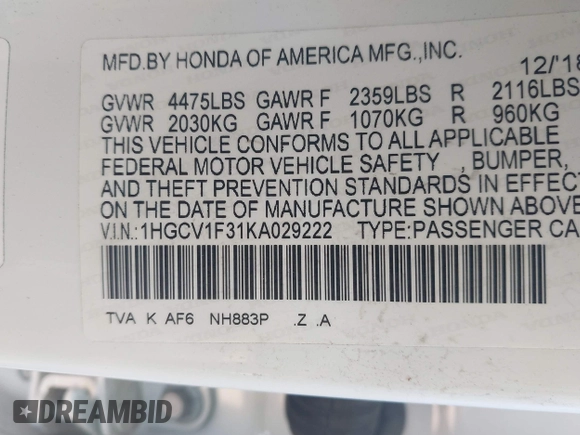 MFD.BY HONDA OF AMERICA MFG.,INC. 12/'18
GVWR 4475LBS GAWR F 2359LBS R 2116LBS
GVWR 2030KG GAWR F 1070KG R 960KG
THIS VEHICLE CONFORMS TO ALL APPLICABLE
FEDERAL MOTOR VEHICLE SAFETY , BUMPER,
AND THEFT PREVENTION STANDARDS IN EFFECT
ON THE DATE OF MANUFACTURE SHOWN ABOVE
V.I.N.:1HGCV1F31KA029222 TYPE:PASSENGER CA
TVA K AF6 NH883P .Z .A
DREAMBID